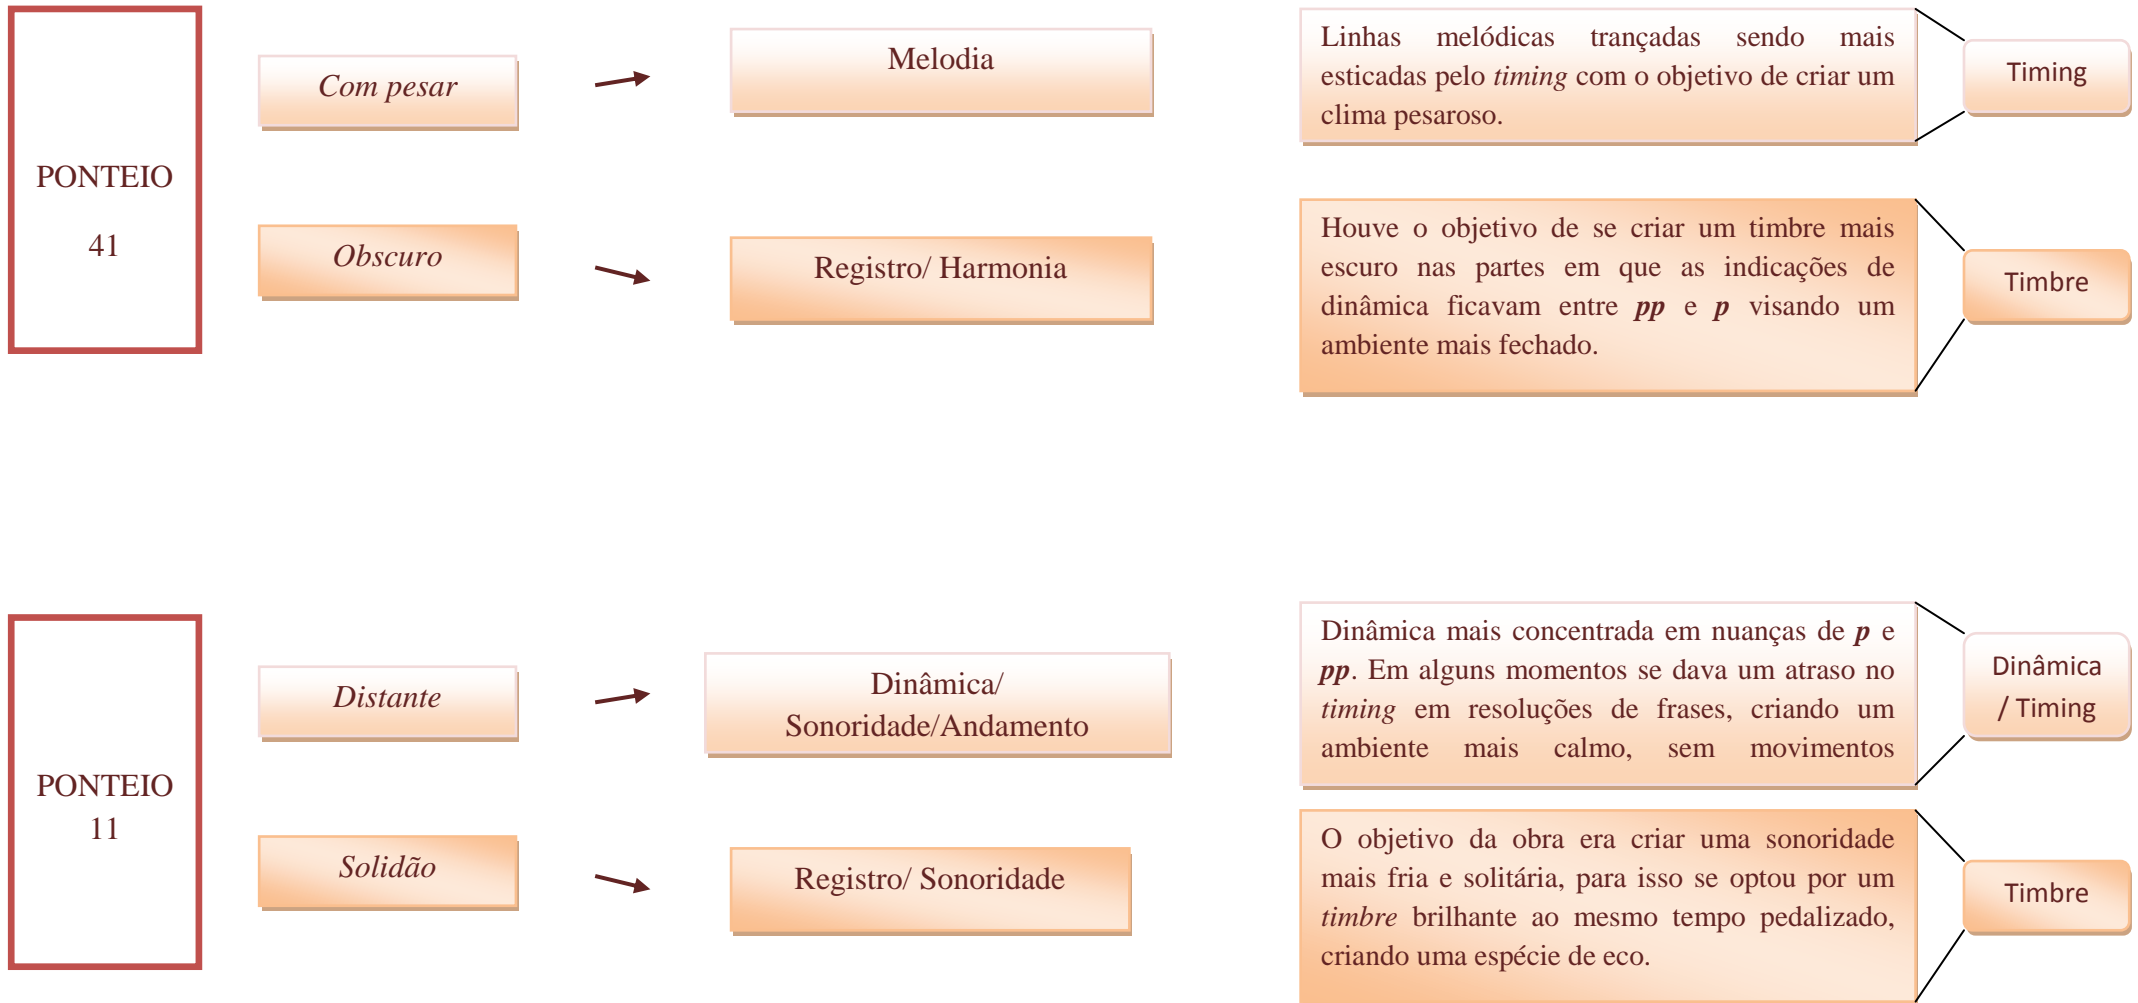 PONTEIO
41
Com pesar
Melodia
Linhas melódicas trançadas sendo mais
esticadas pelo timing com o objetivo de criar um
clima pesaroso.
Timing
Obscuro
Registro/ Harmonia
Houve o objetivo de se criar um timbre mais
escuro nas partes em que as indicações de
dinâmica ficavam entre pp e p visando um
ambiente mais fechado.
Timbre
PONTEIO
11
Distante
Dinâmica/
Sonoridade/Andamento
Dinâmica mais concentrada em nuanças de p e
pp. Em alguns momentos se dava um atraso no
timing em resoluções de frases, criando um
ambiente mais calmo, sem movimentos
Dinâmica
/ Timing
Solidão
Registro/ Sonoridade
O objetivo da obra era criar uma sonoridade
mais fria e solitária, para isso se optou por um
timbre brilhante ao mesmo tempo pedalizado,
criando uma espécie de eco.
Timbre